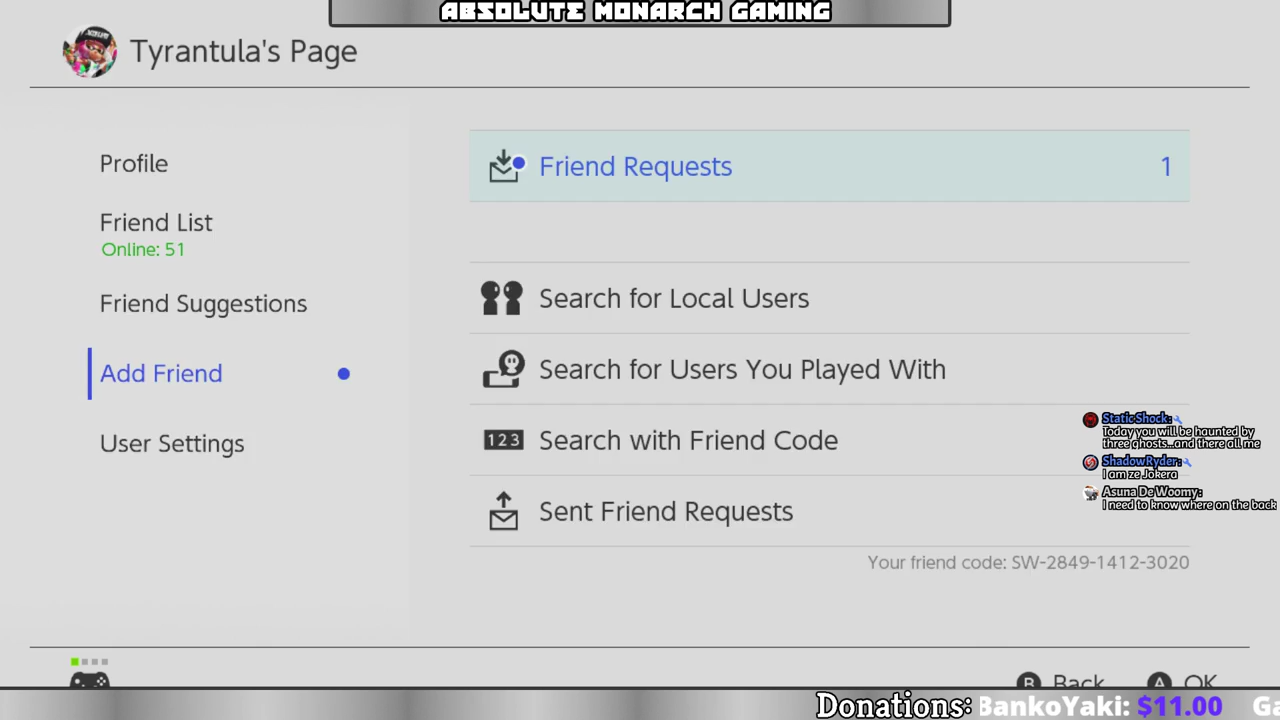 ABSOLUTE MONARCH GAMING
Tyrantula's Page
Profile
Friend List
Online: 51
Friend Suggestions
Add Friend
User Settings
Friend Requests 1
Search for Local Users
Search for Users You Played With
123 Search with Friend Code
Sent Friend Requests
Your friend code: SW-2849-1412-3020
StaticShock:
Today you will be haunted by
three ghosts...and there all me
ShadowRyder:
I am ze Jokera
Asuna De Woomy:
I need to know where on the back
B Back A OK
Donations: BankoYaki: $11.00 Ga